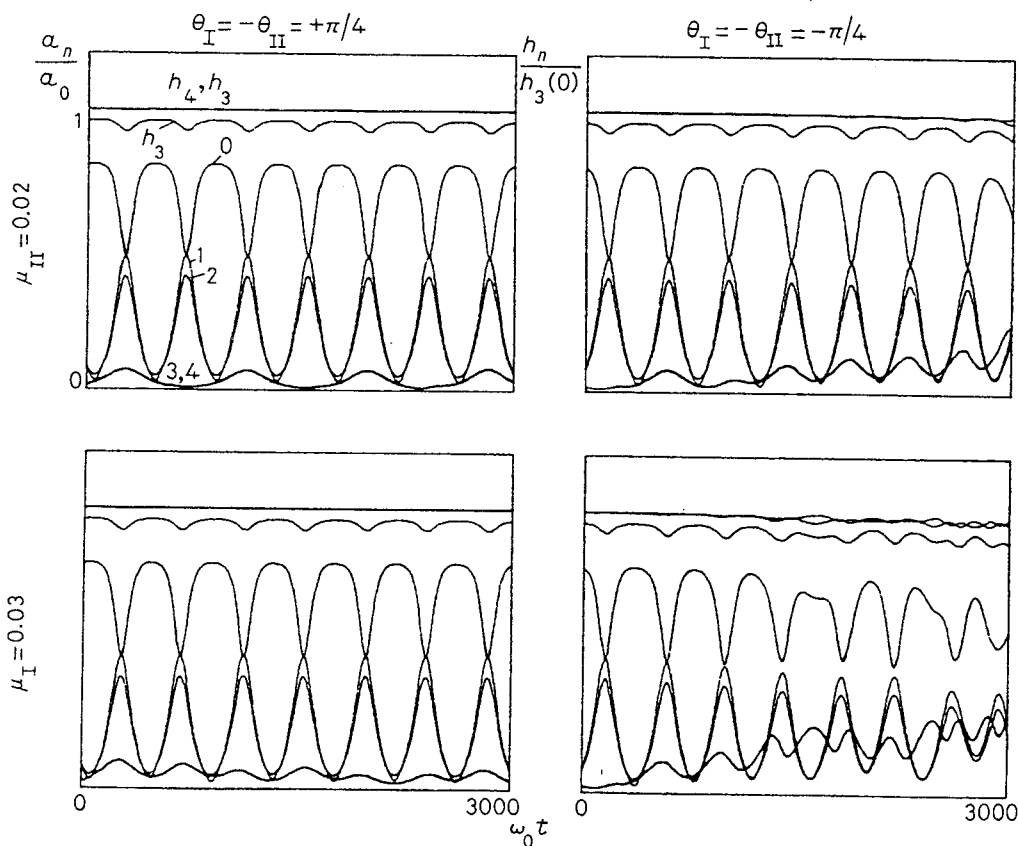 θ_I = −θ_II = +π/4
θ_I = −θ_II = −π/4
a_n/a_0
h_n/h_3(0)
h_4, h_3
1
h_3
0
μ_II = 0.02
1
2
3,4
0
μ_I = 0.03
0
3000
ω_0 t
0
3000